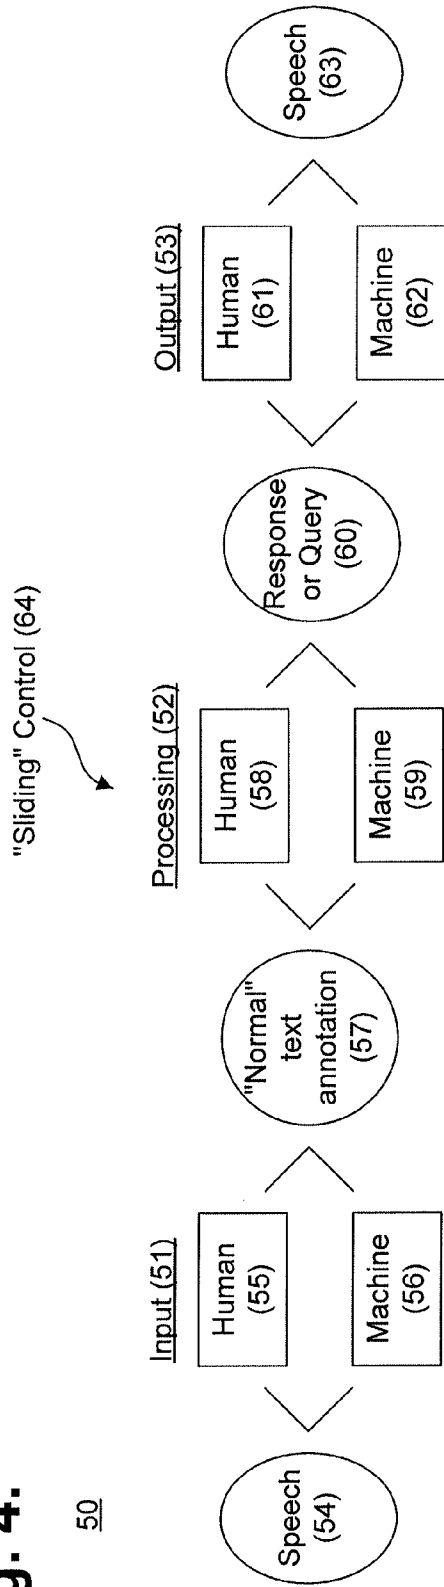 g. 4.
50
"Sliding" Control (64)
Input (51)
Processing (52)
Output (53)
Speech
(54)
Human
(55)
Machine
(56)
"Normal"
text
annotation
(57)
Human
(58)
Machine
(59)
Response
or Query
(60)
Human
(61)
Machine
(62)
Speech
(63)